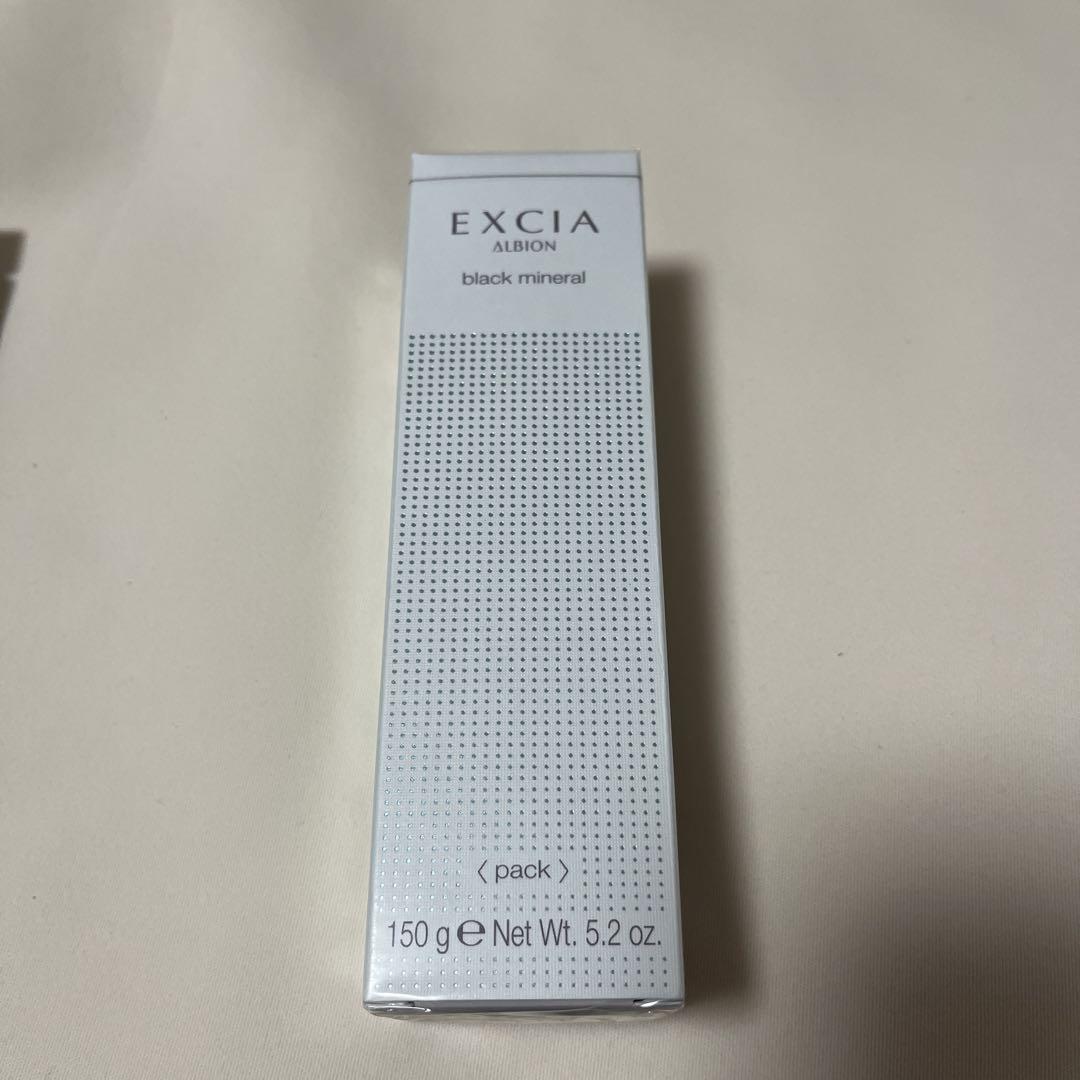 EXCIA
ALBION
black mineral
〈 pack 〉
150 g ℮ Net Wt. 5.2 oz.